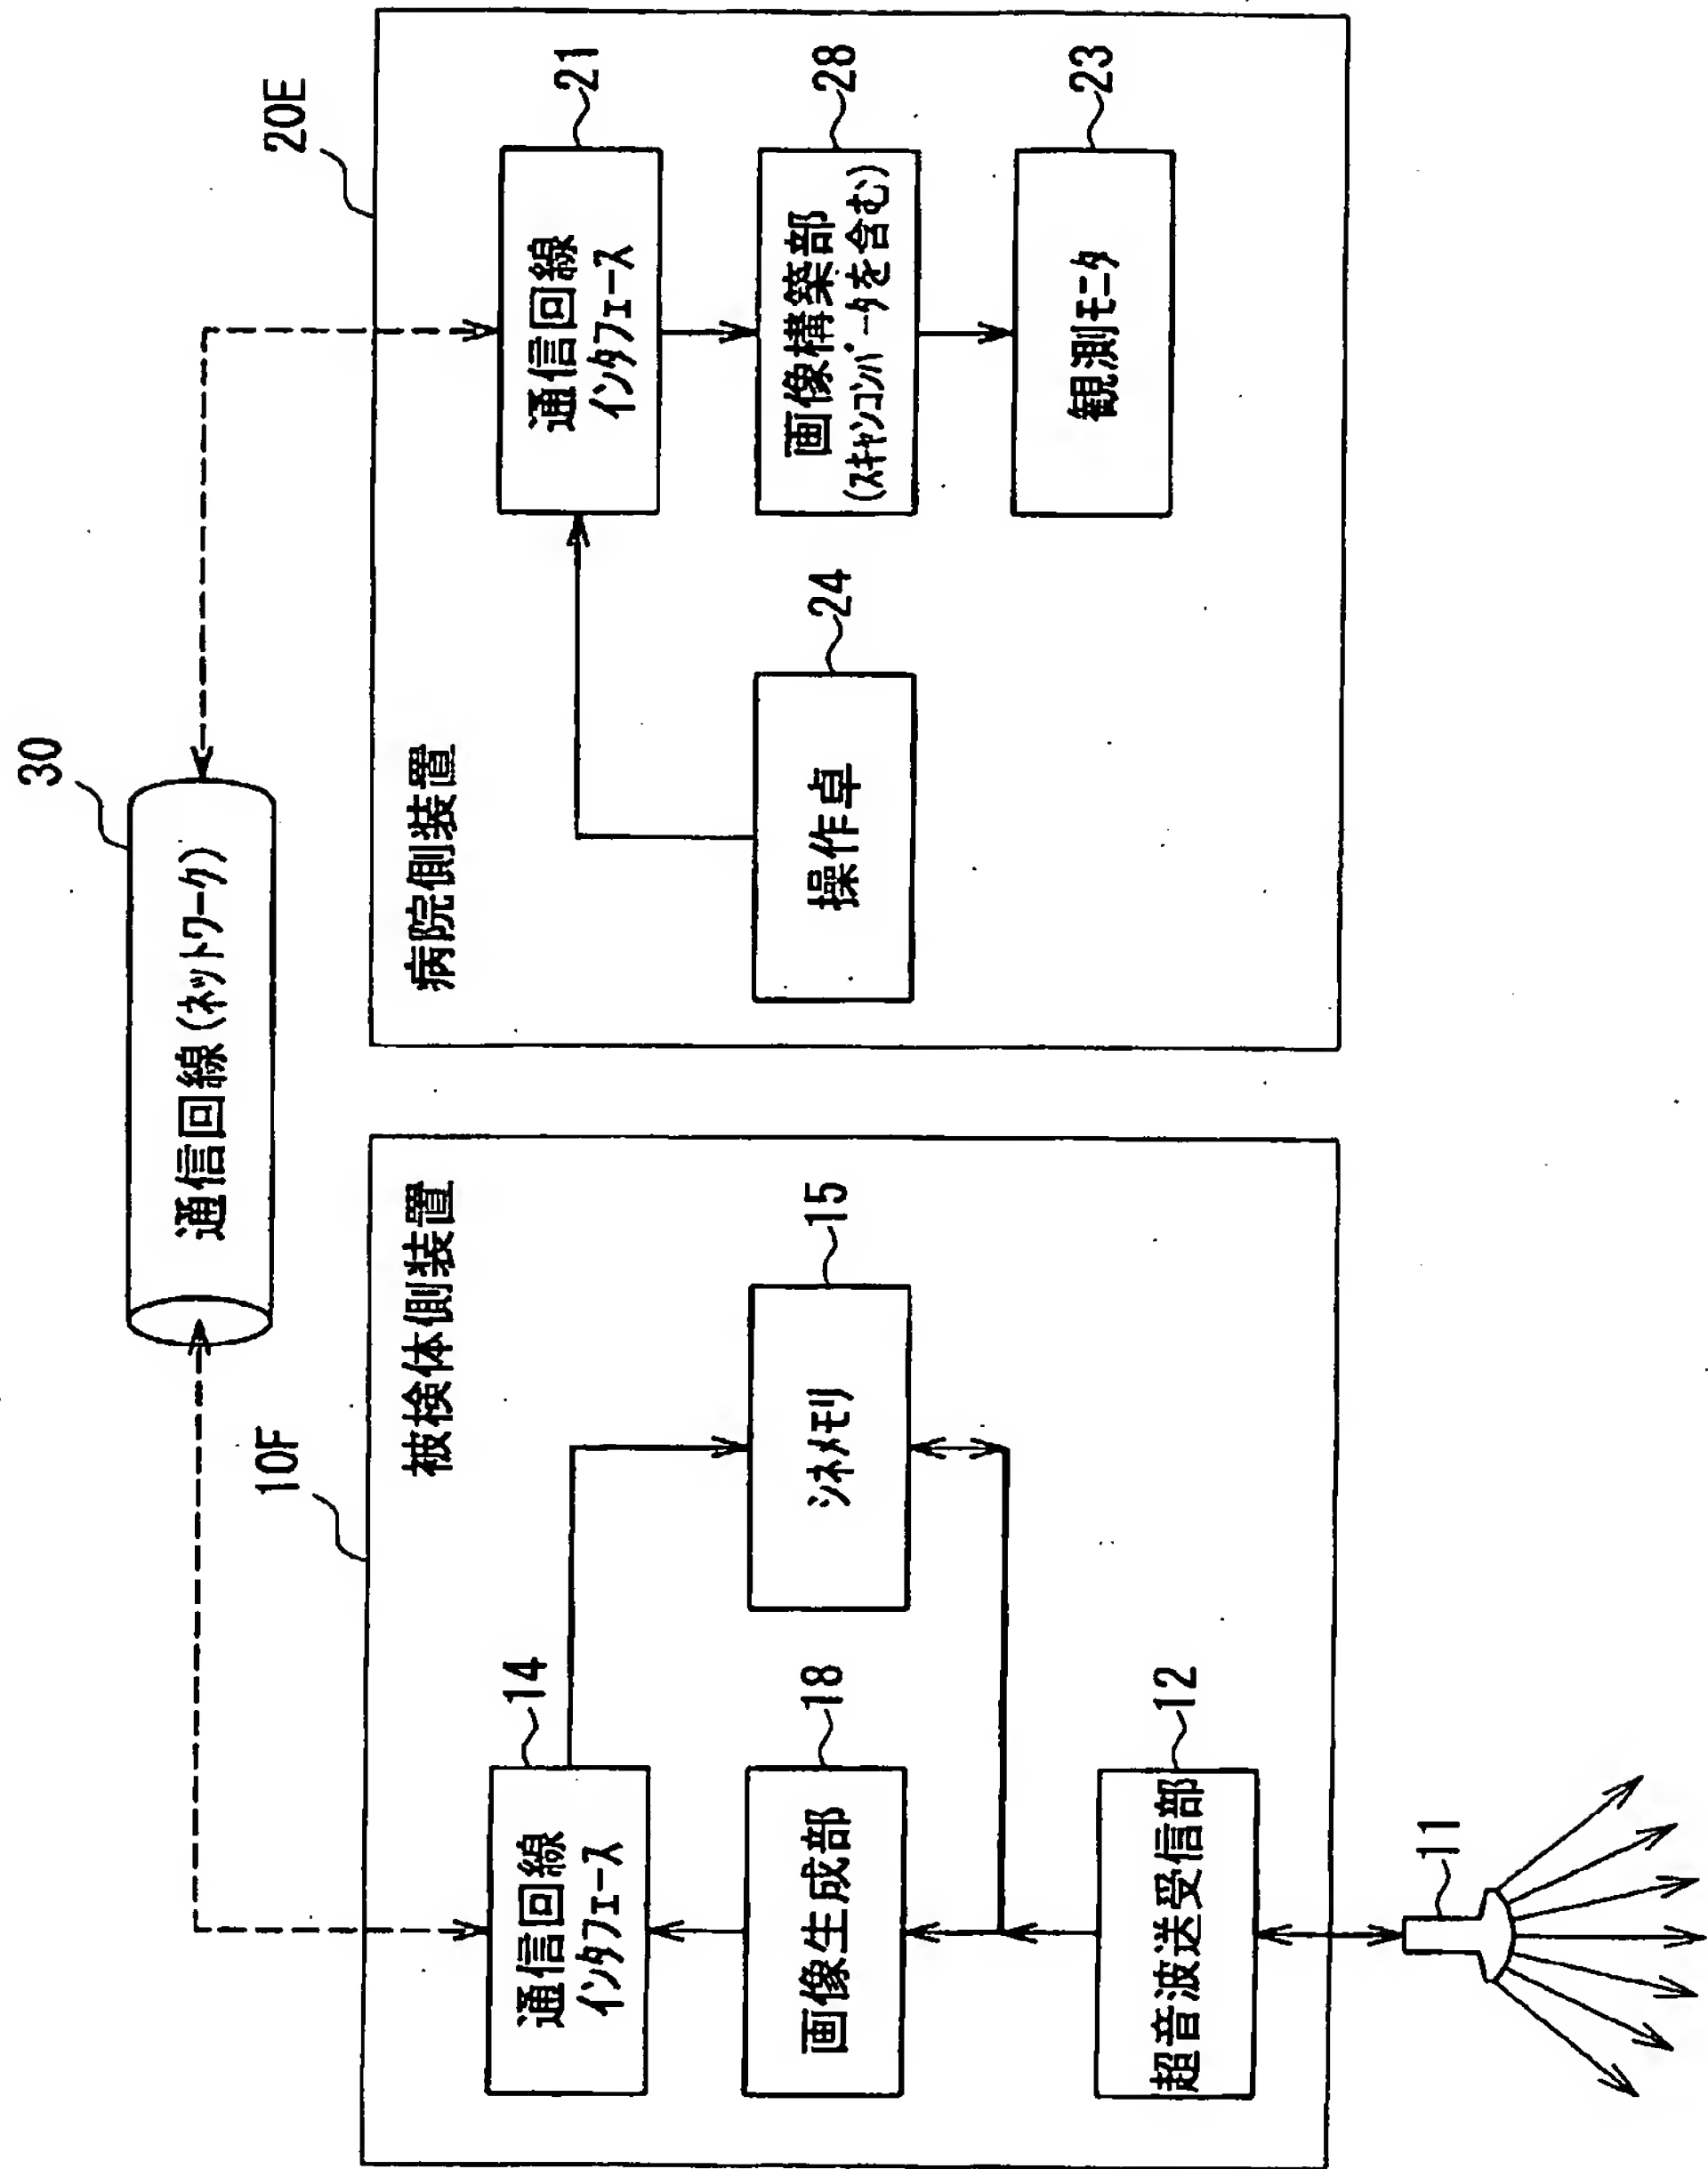 30
通信回線(ネットワーク)
10F
被検体側装置
14
通信回線
インタフェース
15
シネメモリ
18
画像生成部
12
超音波送受信部
11
20E
病院側装置
21
通信回線
インタフェース
24
操作卓
28
画像構築部
(スキャンコンバータを含む)
23
観測モニタ